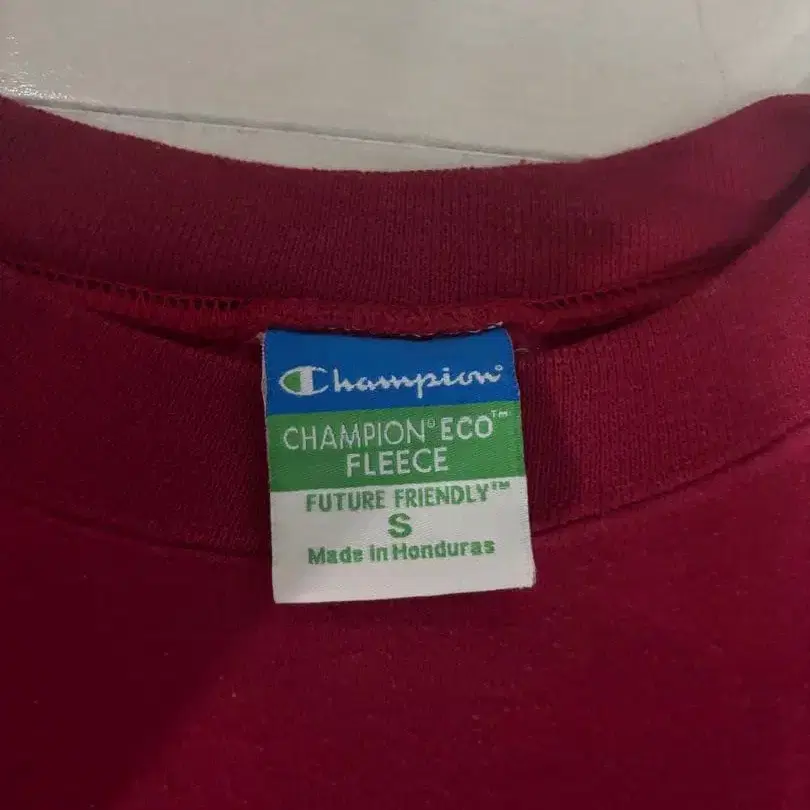 Champion
CHAMPION® ECO™
FLEECE
FUTURE FRIENDLY™
S
Made in Honduras